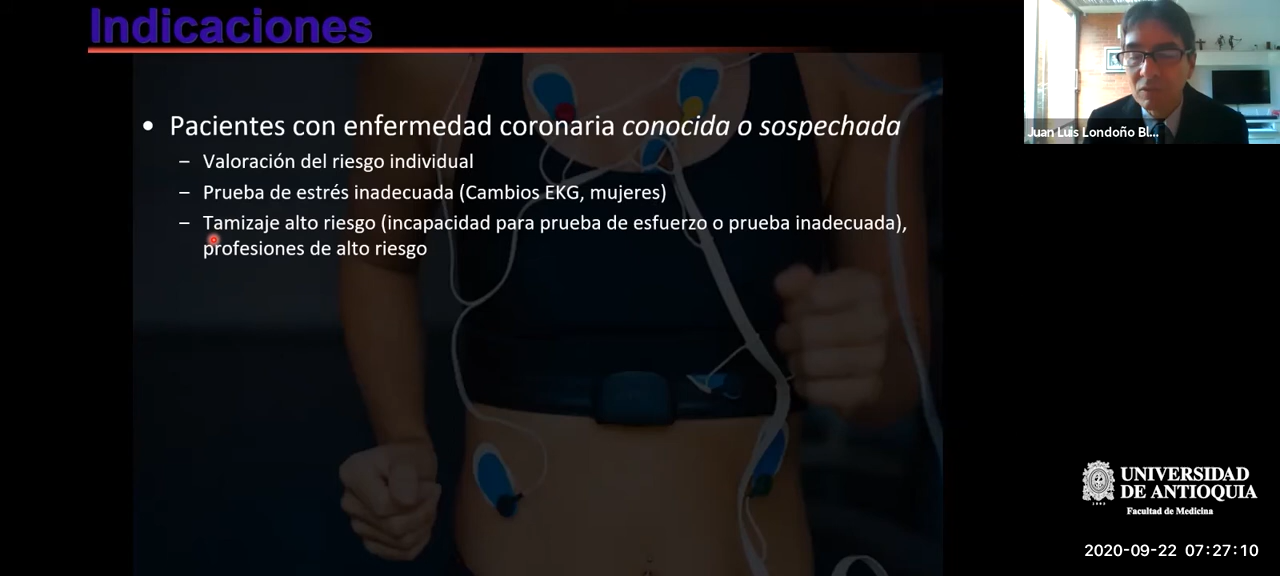 Indicaciones
• Pacientes con enfermedad coronaria conocida o sospechada
– Valoración del riesgo individual
– Prueba de estrés inadecuada (Cambios EKG, mujeres)
– Tamizaje alto riesgo (incapacidad para prueba de esfuerzo o prueba inadecuada),
profesiones de alto riesgo
Juan Luis Londoño Bl...
UNIVERSIDAD
DE ANTIOQUIA
Facultad de Medicina
2020-09-22 07:27:10